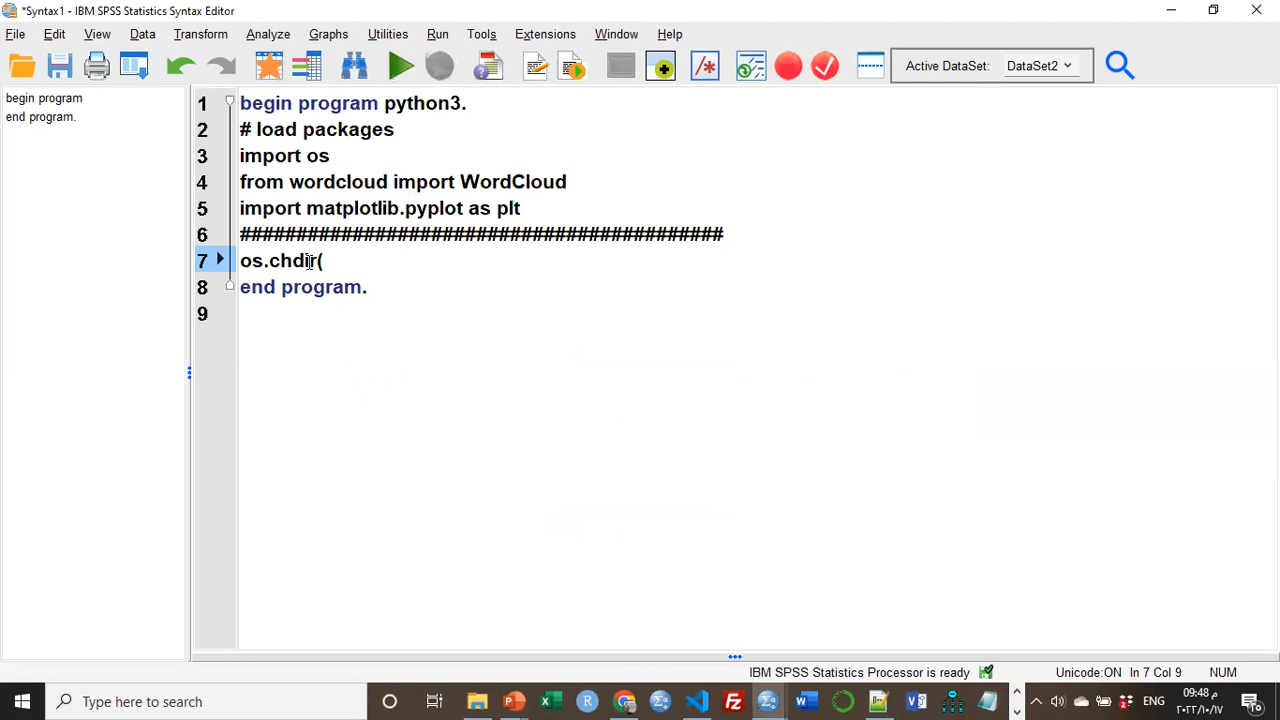 *Syntax1 - IBM SPSS Statistics Syntax Editor
File Edit View Data Transform Analyze Graphs Utilities Run Tools Extensions Window Help
Active DataSet: DataSet2
begin program
end program.
1 begin program python3.
2 # load packages
3 import os
4 from wordcloud import WordCloud
5 import matplotlib.pyplot as plt
6 ###########################################
7 os.chdir(
8 end program.
9
IBM SPSS Statistics Processor is ready Unicode:ON In 7 Col 9 NUM
Type here to search
ENG
09:48 م